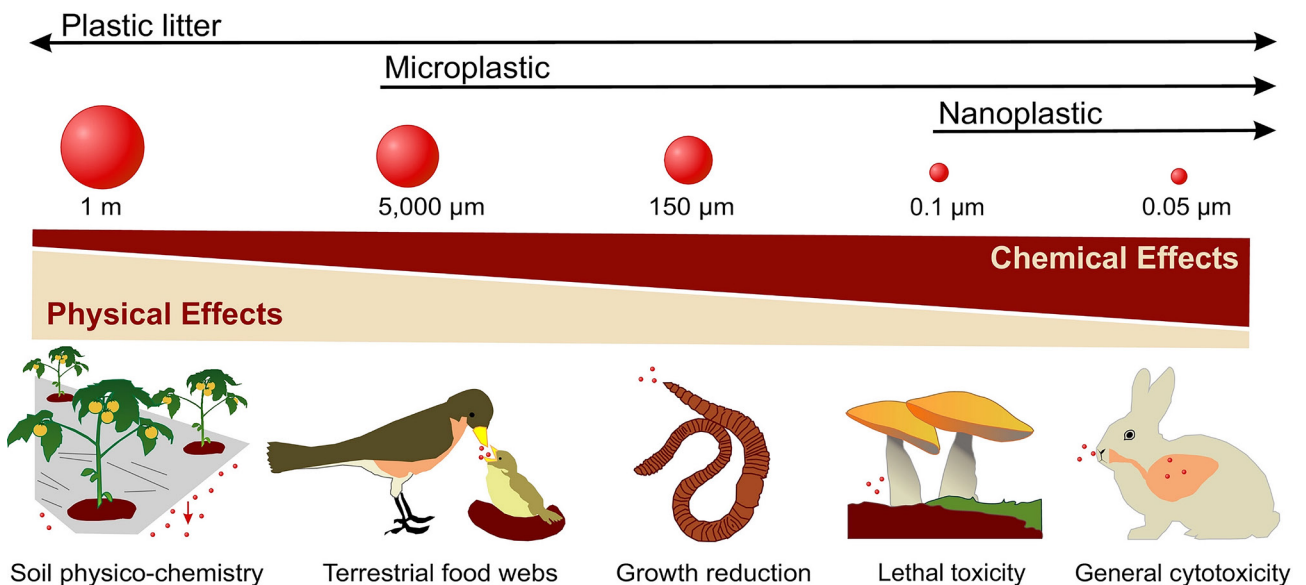 Plastic litter
Microplastic
Nanoplastic
1 m
5,000 µm
150 µm
0.1 µm
0.05 µm
Chemical Effects
Physical Effects
Soil physico-chemistry
Terrestrial food webs
Growth reduction
Lethal toxicity
General cytotoxicity